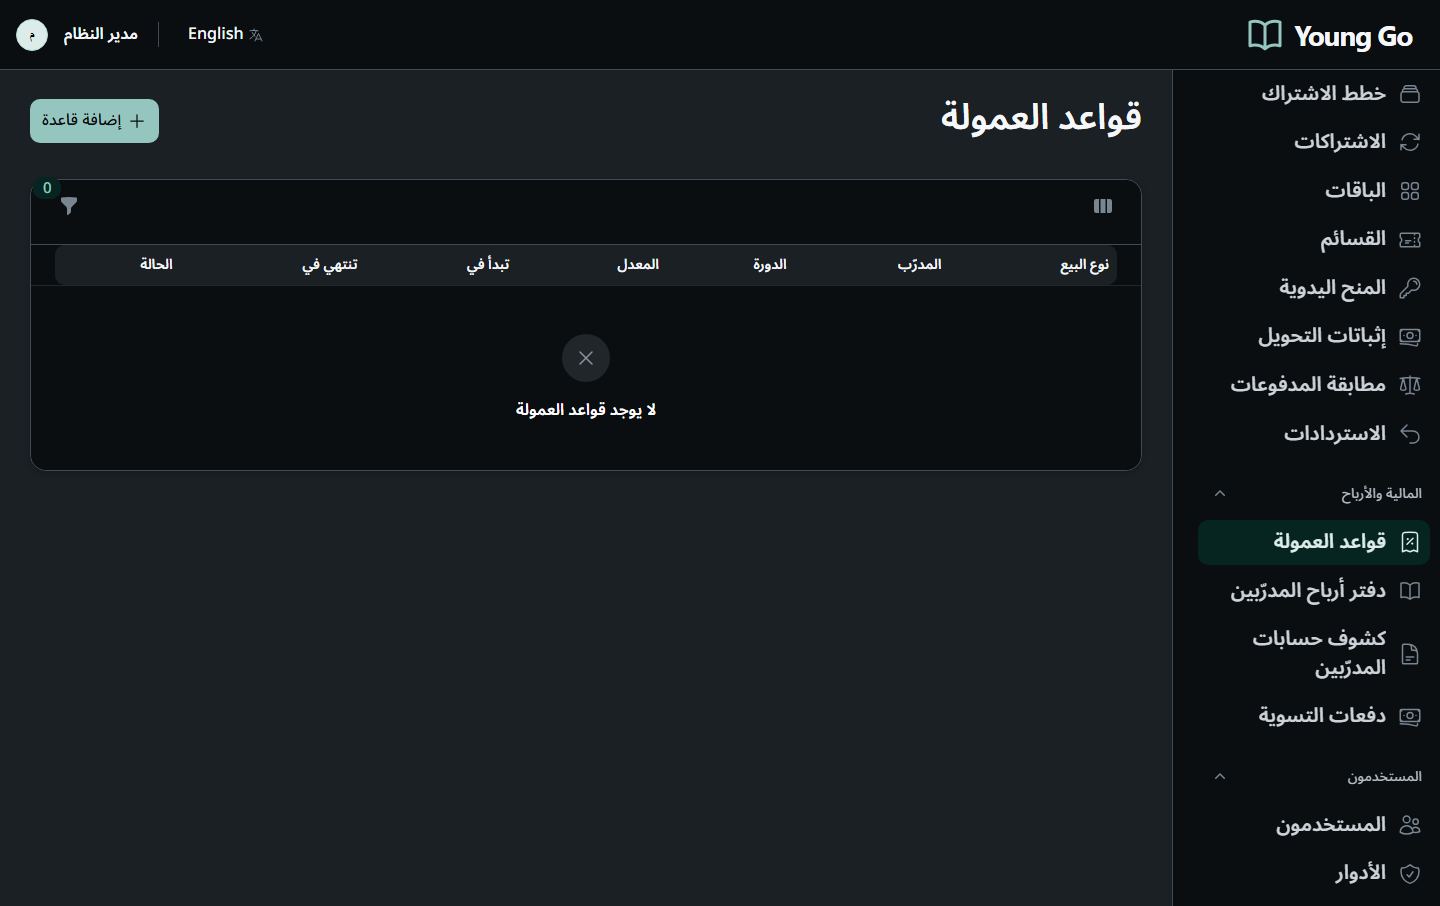 Young Go
English
مدير النظام
م
خطط الاشتراك
الاشتراكات
الباقات
القسائم
المنح اليدوية
إثباتات التحويل
مطابقة المدفوعات
الاستردادات
المالية والأرباح
قواعد العمولة
دفتر أرباح المدرّبين
كشوف حسابات
المدرّبين
دفعات التسوية
المستخدمون
المستخدمون
الأدوار
قواعد العمولة
إضافة قاعدة
0
نوع البيع المدرّب الدورة المعدل تبدأ في تنتهي في الحالة
لا يوجد قواعد العمولة